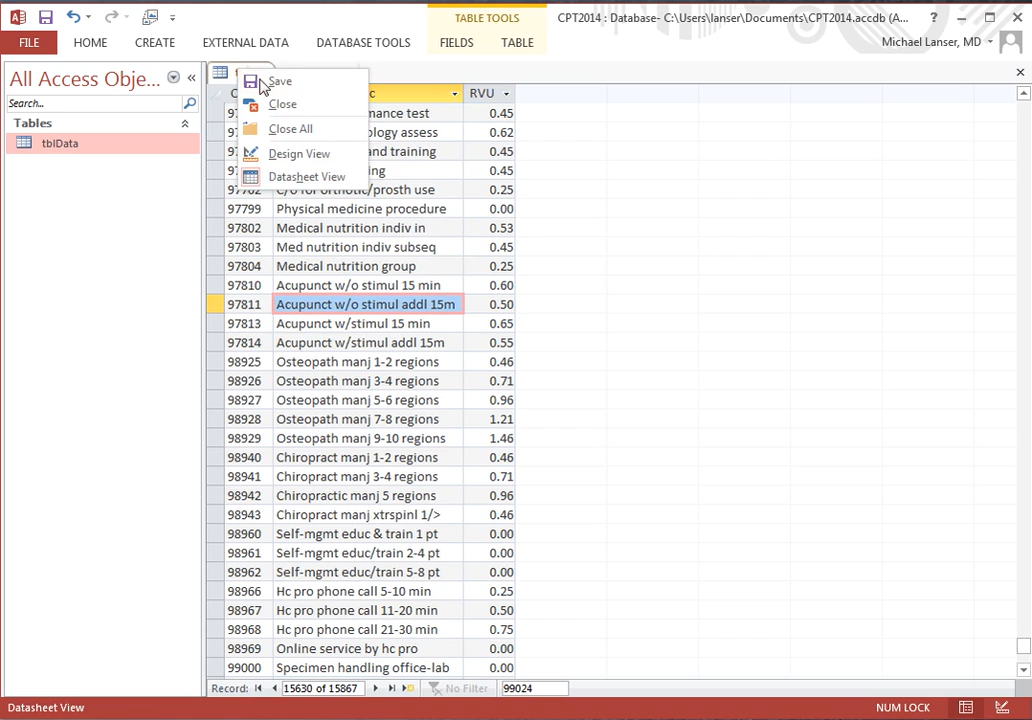 TABLE TOOLS
CPT2014 : Database- C:\Users\lanser\Documents\CPT2014.accdb (A...
?
FILE
HOME
CREATE
EXTERNAL DATA
DATABASE TOOLS
FIELDS
TABLE
Michael Lanser, MD
All Access Obje...
«
Search...
Tables
tblData
Save
Close
Close All
Design View
Datasheet View
RVU
mance test 0.45
ology assess 0.62
and training 0.45
ing 0.45
C/o for orthotic/prosth use 0.25
97799 Physical medicine procedure 0.00
97802 Medical nutrition indiv in 0.53
97803 Med nutrition indiv subseq 0.45
97804 Medical nutrition group 0.25
97810 Acupunct w/o stimul 15 min 0.60
97811 Acupunct w/o stimul addl 15m 0.50
97813 Acupunct w/stimul 15 min 0.65
97814 Acupunct w/stimul addl 15m 0.55
98925 Osteopath manj 1-2 regions 0.46
98926 Osteopath manj 3-4 regions 0.71
98927 Osteopath manj 5-6 regions 0.96
98928 Osteopath manj 7-8 regions 1.21
98929 Osteopath manj 9-10 regions 1.46
98940 Chiropract manj 1-2 regions 0.46
98941 Chiropract manj 3-4 regions 0.71
98942 Chiropractic manj 5 regions 0.96
98943 Chiropract manj xtrspinl 1/> 0.46
98960 Self-mgmt educ & train 1 pt 0.00
98961 Self-mgmt educ/train 2-4 pt 0.00
98962 Self-mgmt educ/train 5-8 pt 0.00
98966 Hc pro phone call 5-10 min 0.25
98967 Hc pro phone call 11-20 min 0.50
98968 Hc pro phone call 21-30 min 0.75
98969 Online service by hc pro 0.00
99000 Specimen handling office-lab 0.00
Record: 15630 of 15867 No Filter 99024
Datasheet View
NUM LOCK